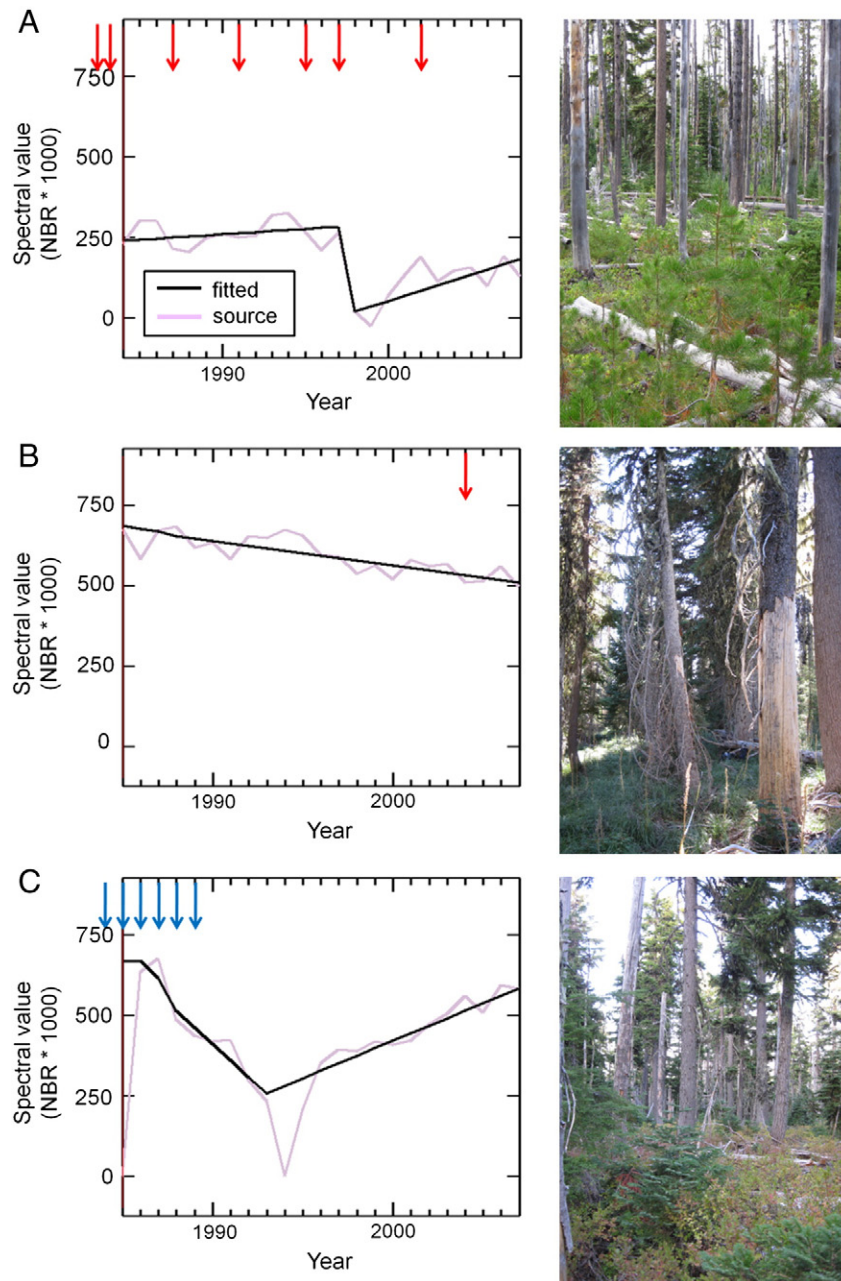 A
750
500
250
0
Spectral value
(NBR * 1000)
fitted
source
1990
2000
Year
B
750
500
250
0
Spectral value
(NBR * 1000)
1990
2000
Year
C
750
500
250
0
Spectral value
(NBR * 1000)
1990
2000
Year